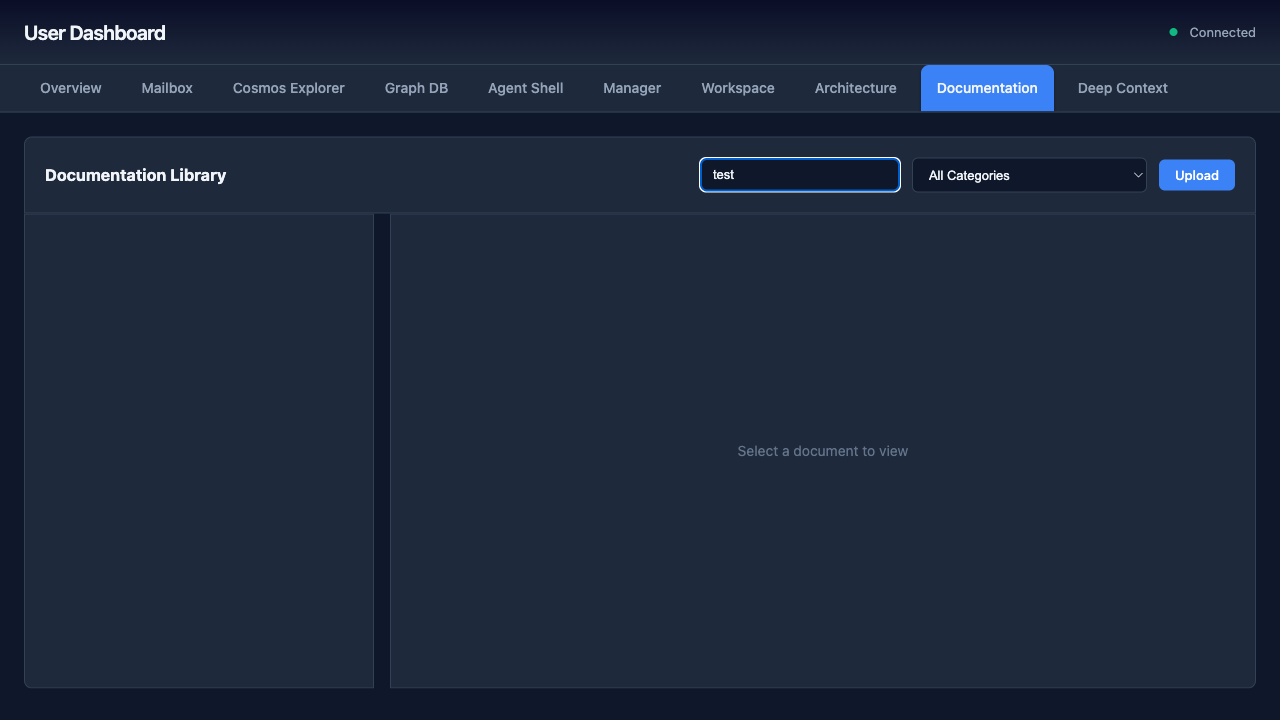 User Dashboard
Connected
Overview Mailbox Cosmos Explorer Graph DB Agent Shell Manager Workspace Architecture Documentation Deep Context
Documentation Library
test
All Categories
Upload
Select a document to view